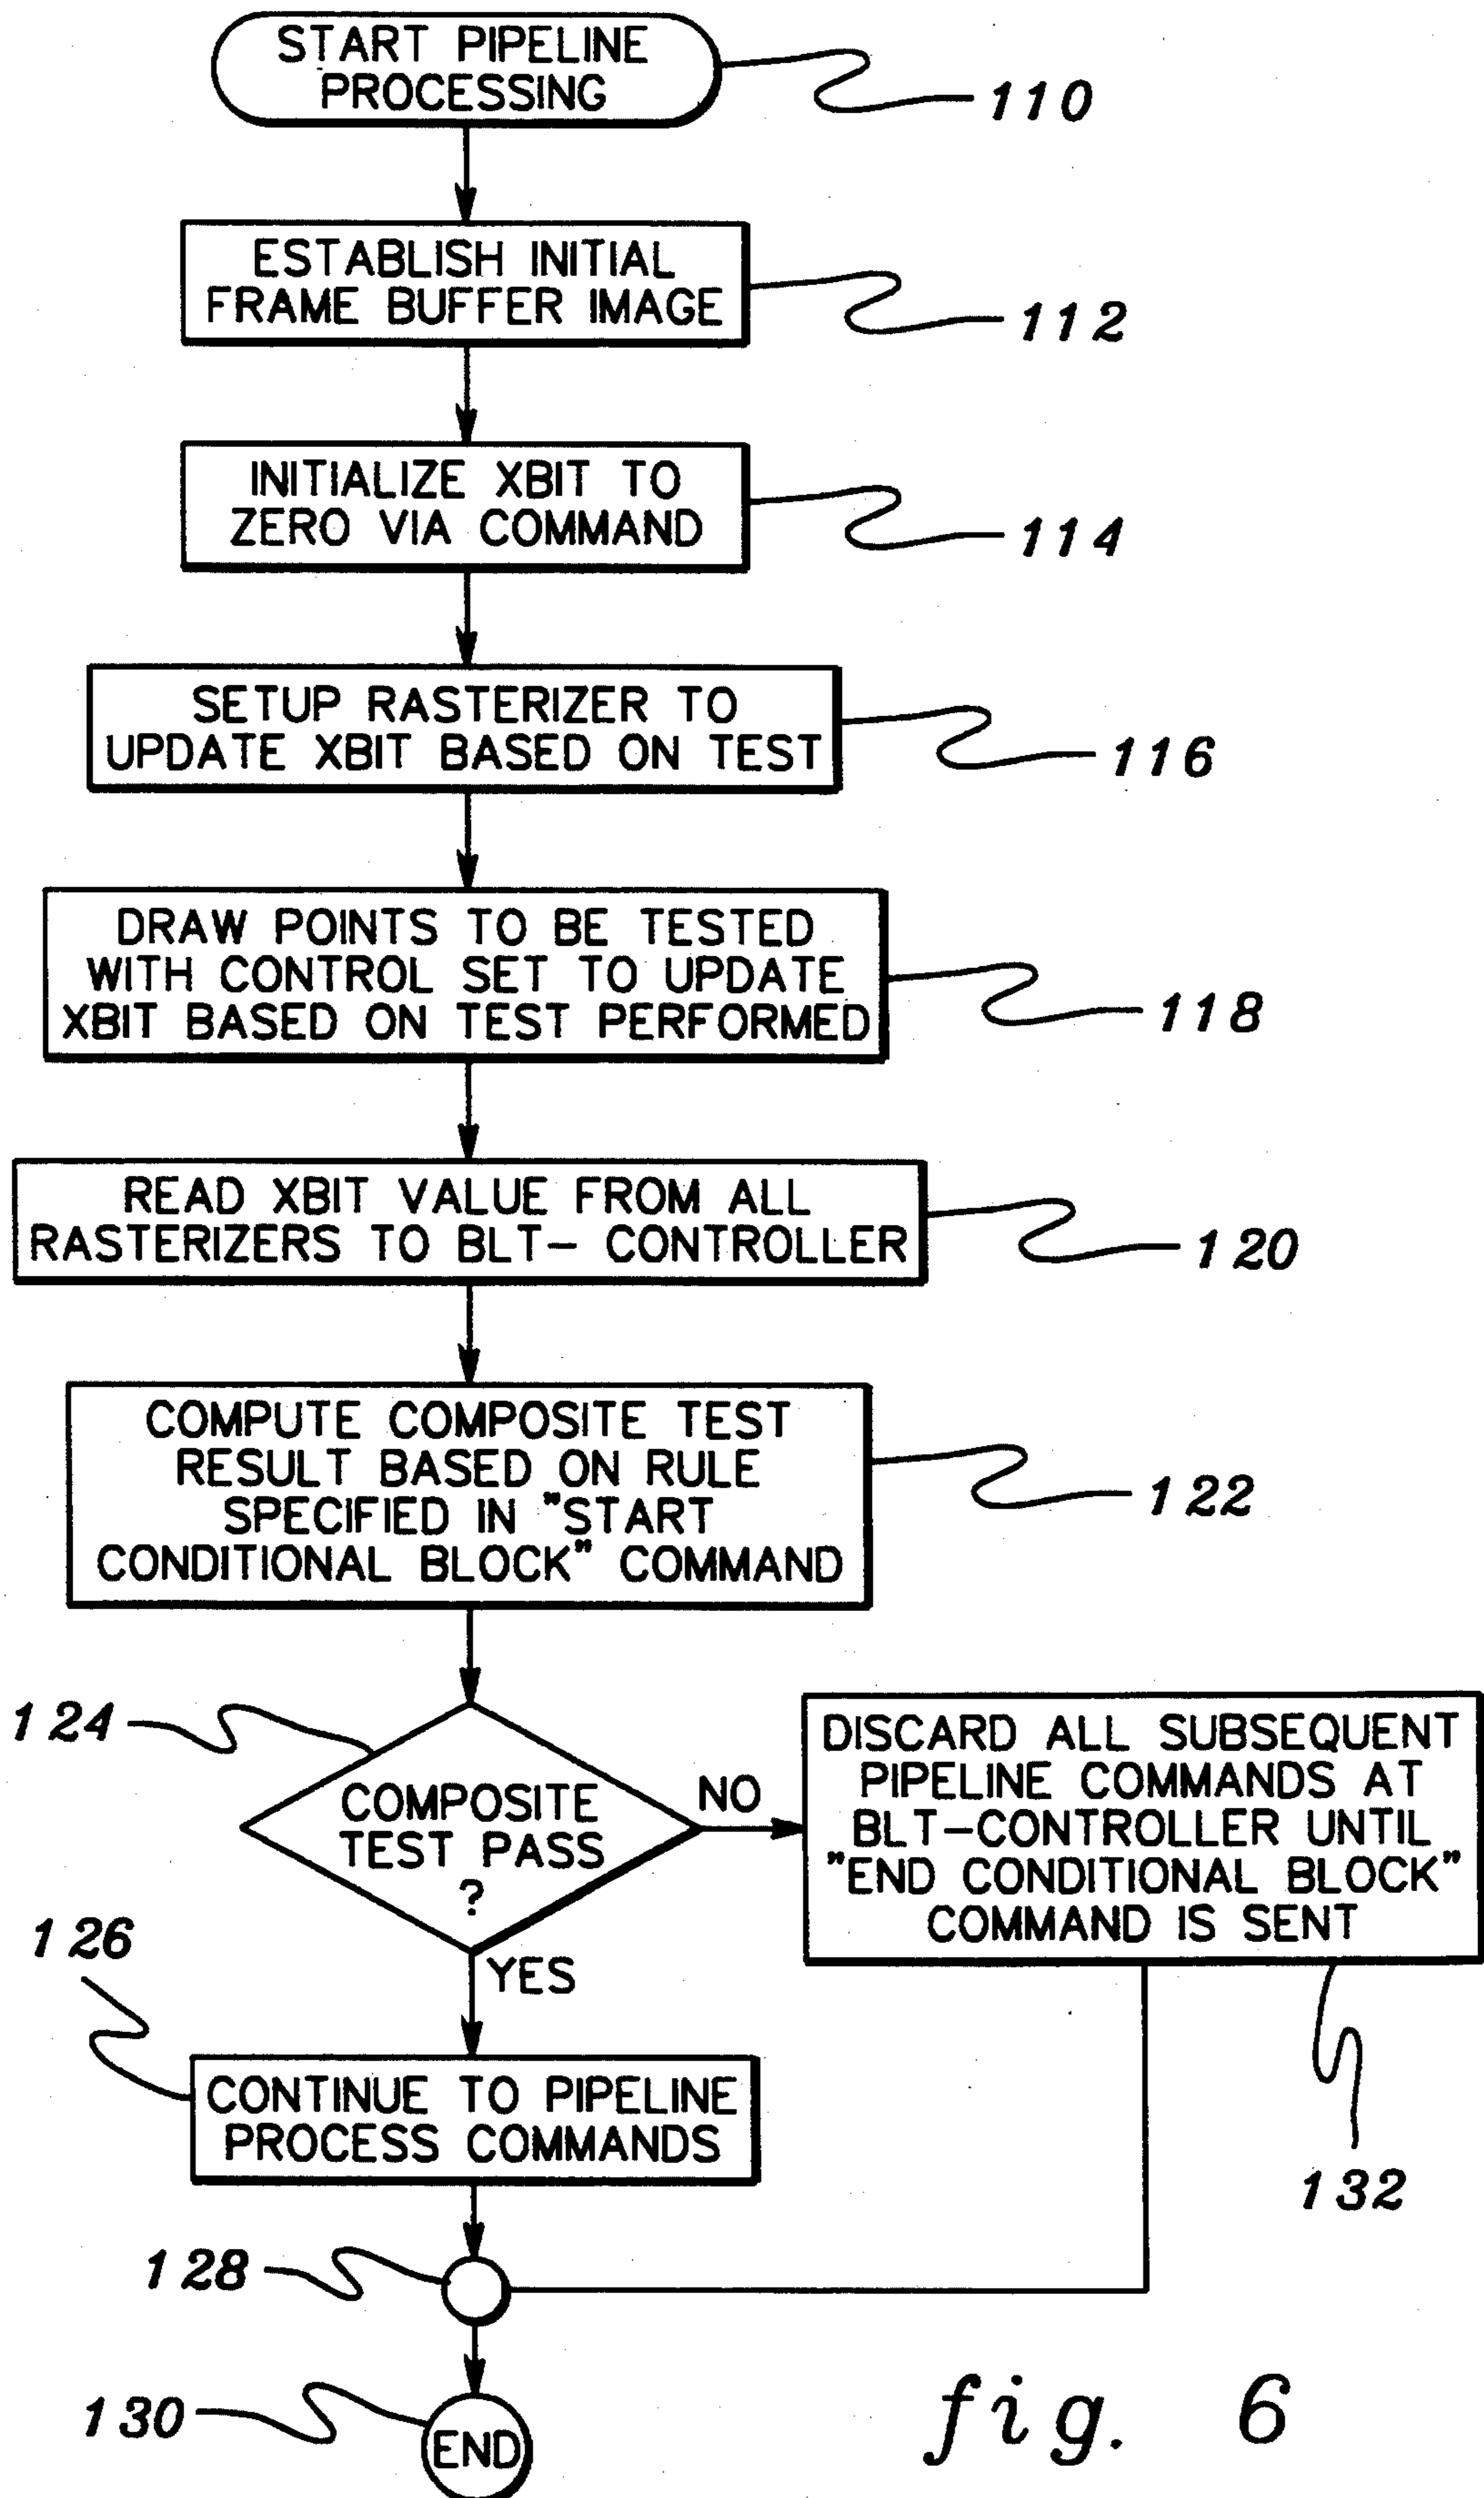 START PIPELINE
PROCESSING
110
ESTABLISH INITIAL
FRAME BUFFER IMAGE
112
INITIALIZE XBIT TO
ZERO VIA COMMAND
114
SETUP RASTERIZER TO
UPDATE XBIT BASED ON TEST
116
DRAW POINTS TO BE TESTED
WITH CONTROL SET TO UPDATE
XBIT BASED ON TEST PERFORMED
118
READ XBIT VALUE FROM ALL
RASTERIZERS TO BLT- CONTROLLER
120
COMPUTE COMPOSITE TEST
RESULT BASED ON RULE
SPECIFIED IN "START
CONDITIONAL BLOCK" COMMAND
122
124
COMPOSITE
TEST PASS
?
NO
YES
DISCARD ALL SUBSEQUENT
PIPELINE COMMANDS AT
BLT-CONTROLLER UNTIL
"END CONDITIONAL BLOCK"
COMMAND IS SENT
132
126
CONTINUE TO PIPELINE
PROCESS COMMANDS
128
130
END
fig. 6